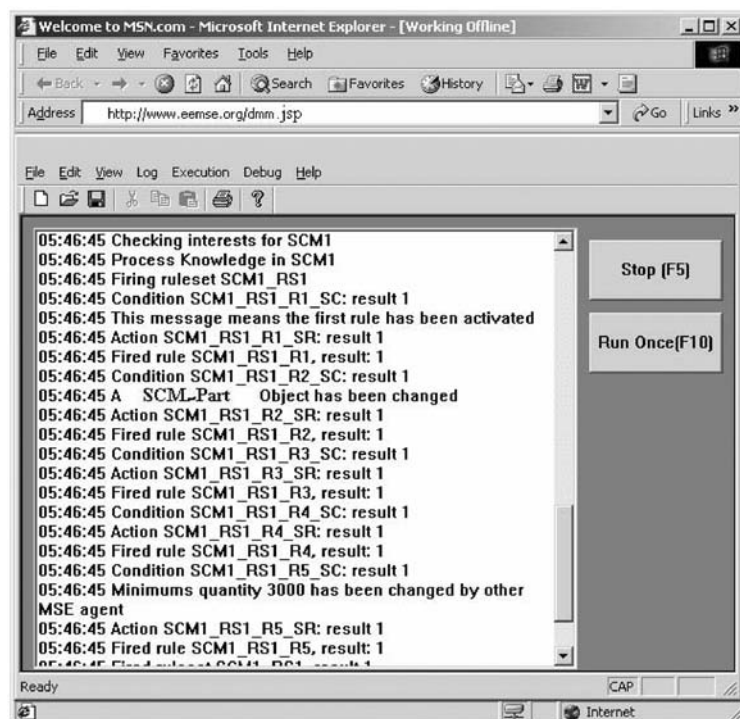 Welcome to MSN.com - Microsoft Internet Explorer - [Working Offline]
File Edit View Favorites Tools Help
Back Search Favorites History
Address http://www.eemse.org/dmm.jsp Go Links »
File Edit View Log Execution Debug Help
05:46:45 Checking interests for SCM1
05:46:45 Process Knowledge in SCM1
05:46:45 Firing ruleset SCM1_RS1
05:46:45 Condition SCM1_RS1_R1_SC: result 1
05:46:45 This message means the first rule has been activated
05:46:45 Action SCM1_RS1_R1_SR: result 1
05:46:45 Fired rule SCM1_RS1_R1, result: 1
05:46:45 Condition SCM1_RS1_R2_SC: result 1
05:46:45 A SCM-Part Object has been changed
05:46:45 Action SCM1_RS1_R2_SR: result 1
05:46:45 Fired rule SCM1_RS1_R2, result: 1
05:46:45 Condition SCM1_RS1_R3_SC: result 1
05:46:45 Action SCM1_RS1_R3_SR: result 1
05:46:45 Fired rule SCM1_RS1_R3, result: 1
05:46:45 Condition SCM1_RS1_R4_SC: result 1
05:46:45 Action SCM1_RS1_R4_SR: result 1
05:46:45 Fired rule SCM1_RS1_R4, result: 1
05:46:45 Condition SCM1_RS1_R5_SC: result 1
05:46:45 Minimums quantity 3000 has been changed by other
MSE agent
05:46:45 Action SCM1_RS1_R5_SR: result 1
05:46:45 Fired rule SCM1_RS1_R5, result: 1
05:46:45 Fired ruleset SCM1_RS1, result 1
Stop (F5)
Run Once(F10)
Ready CAP
Internet